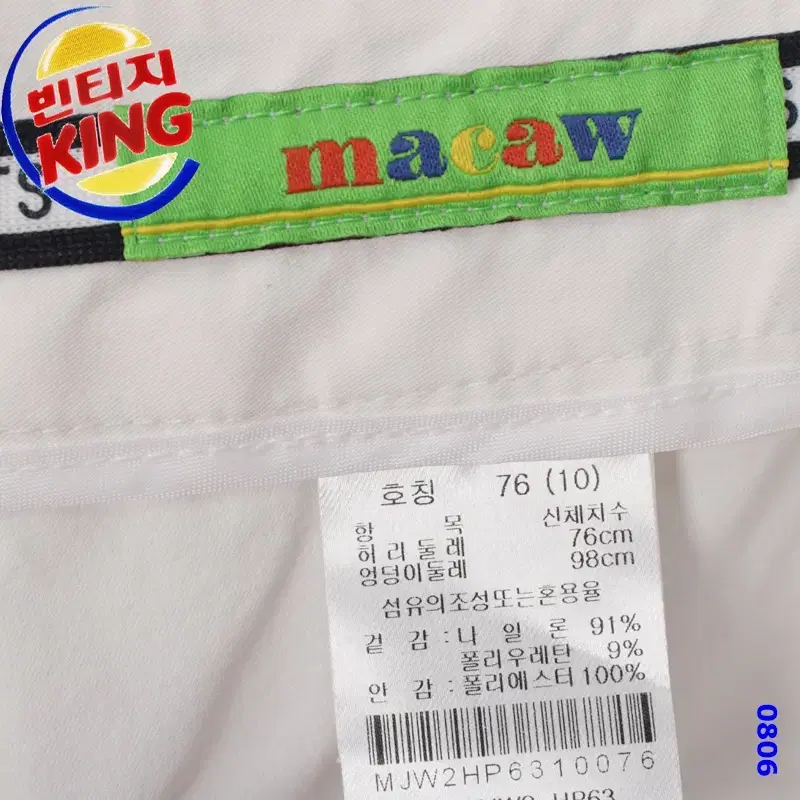 빈티지
KING
macaw
호칭 76 (10)
항 목 신체치수
허리둘레 76cm
엉덩이둘레 98cm
섬유의조성또는혼용율
겉 감 : 나 일 론 91%
폴리우레탄 9%
안 감 : 폴리에스터 100%
MJW2HP6310076
0806